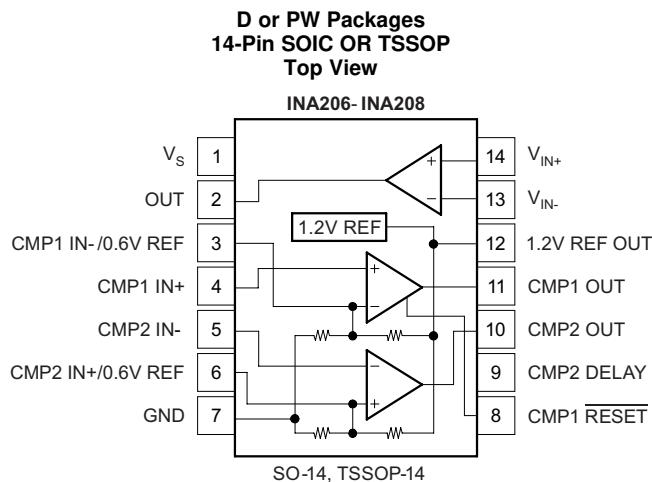 D or PW Packages
14-Pin SOIC OR TSSOP
Top View
INA206- INA208
VS 1
OUT 2
CMP1 IN-/0.6V REF 3
CMP1 IN+ 4
CMP2 IN- 5
CMP2 IN+/0.6V REF 6
GND 7
1.2V REF
+
-
+
-
-
+
14 VIN+
13 VIN-
12 1.2V REF OUT
11 CMP1 OUT
10 CMP2 OUT
9 CMP2 DELAY
8 CMP1 RESET
SO-14, TSSOP-14